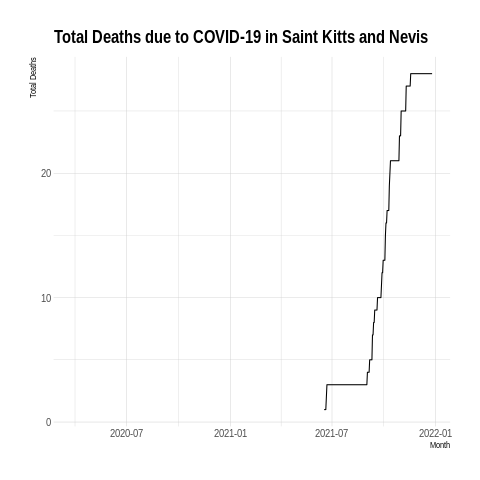 Total Deaths due to COVID-19 in Saint Kitts and Nevis
Total Deaths
20
10
0
2020-07
2021-01
2021-07
2022-01
Month